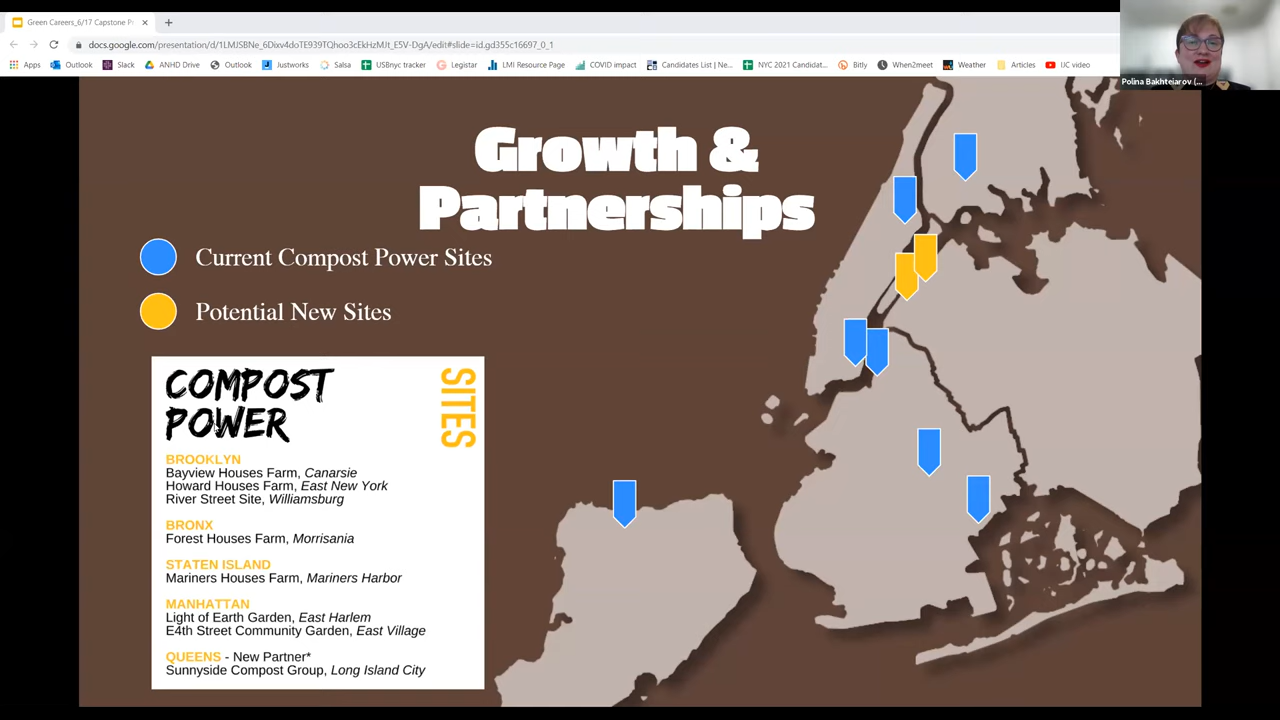 Green Careers_6/17 Capstone Pr
docs.google.com/presentation/d/1LMJSBNe_6Dixv4doTE939TQhoo3cEkHzMJt_E5V-DgA/edit#slide=id.gd355c16697_0_1
Apps Outlook Slack ANHD Drive Outlook Justworks Salsa USBnyc tracker Legistar LMI Resource Page COVID impact Candidates List | Ne... NYC 2021 Candidat... Bitly When2meet Weather Articles IJC video
Polina Bakhteiarov (...
Growth &
Partnerships
Current Compost Power Sites
Potential New Sites
COMPOST
POWER
SITES
BROOKLYN
Bayview Houses Farm, Canarsie
Howard Houses Farm, East New York
River Street Site, Williamsburg
BRONX
Forest Houses Farm, Morrisania
STATEN ISLAND
Mariners Houses Farm, Mariners Harbor
MANHATTAN
Light of Earth Garden, East Harlem
E4th Street Community Garden, East Village
QUEENS - New Partner*
Sunnyside Compost Group, Long Island City